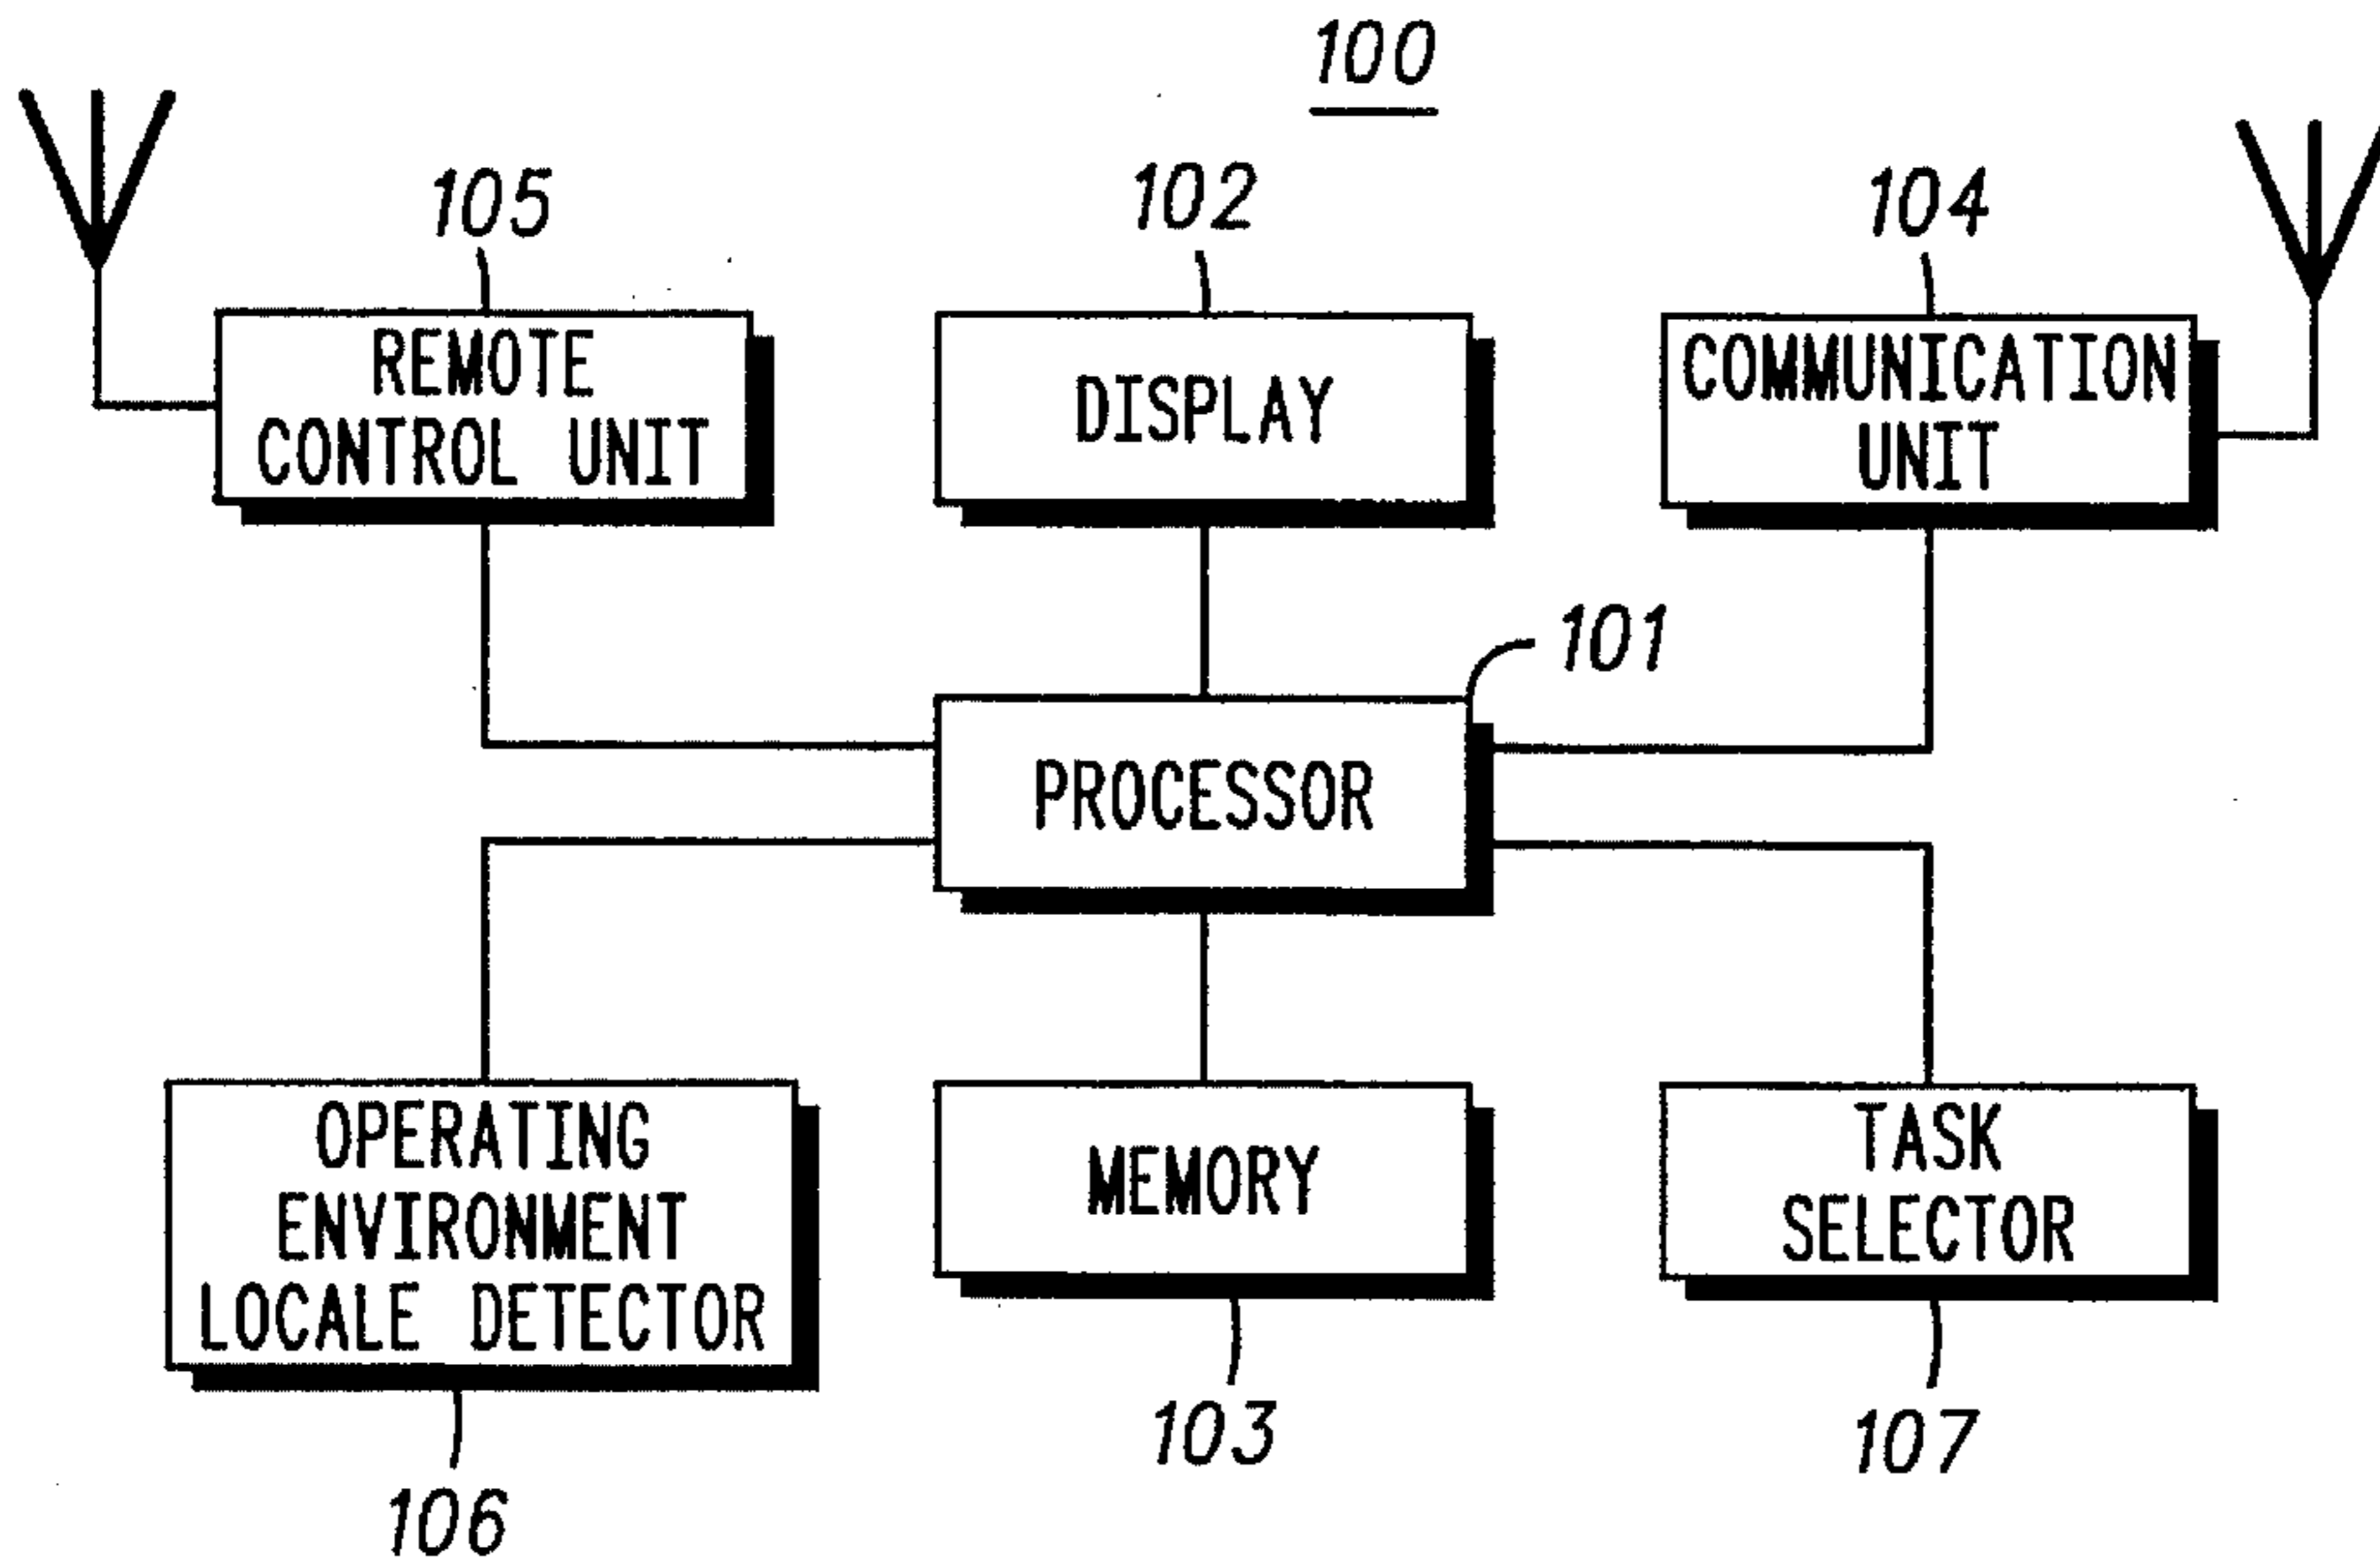 100
105
102
104
REMOTE
CONTROL UNIT
DISPLAY
COMMUNICATION
UNIT
101
PROCESSOR
OPERATING
ENVIRONMENT
LOCALE DETECTOR
MEMORY
TASK
SELECTOR
106
103
107